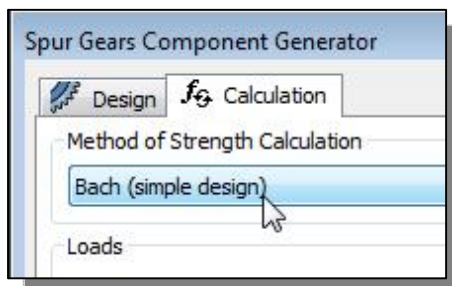 Spur Gears Component Generator
Design Calculation
Method of Strength Calculation
Bach (simple design)
Loads